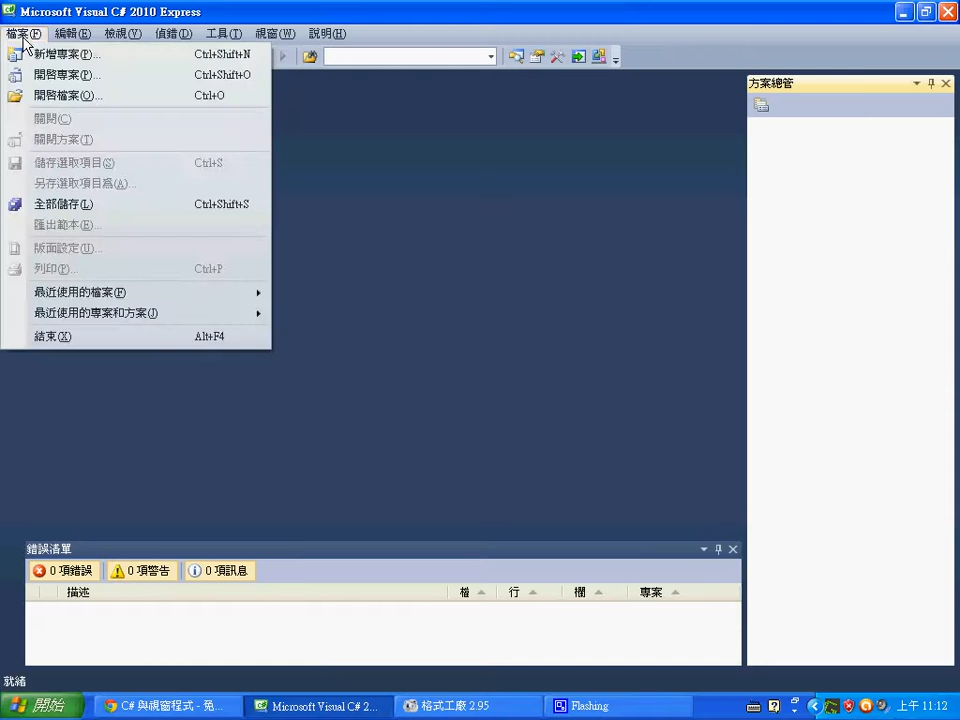 Microsoft Visual C# 2010 Express
檔案(F) 編輯(E) 檢視(V) 偵錯(D) 工具(T) 視窗(W) 說明(H)
新增專案(P)... Ctrl+Shift+N
開啟專案(P)... Ctrl+Shift+O
開啟檔案(O)... Ctrl+O
關閉(C)
關閉方案(T)
儲存選取項目(S) Ctrl+S
另存選取項目為(A)...
全部儲存(L) Ctrl+Shift+S
匯出範本(E)...
版面設定(U)...
列印(P)... Ctrl+P
最近使用的檔案(F)
最近使用的專案和方案(J)
結束(X) Alt+F4
方案總管
錯誤清單
0 項錯誤 0 項警告 0 項訊息
描述 檔 行 欄 專案
就緒
開始 C# 與視窗程式 - 免... Microsoft Visual C# 2... 格式工廠 2.95 Flashing 上午 11:12